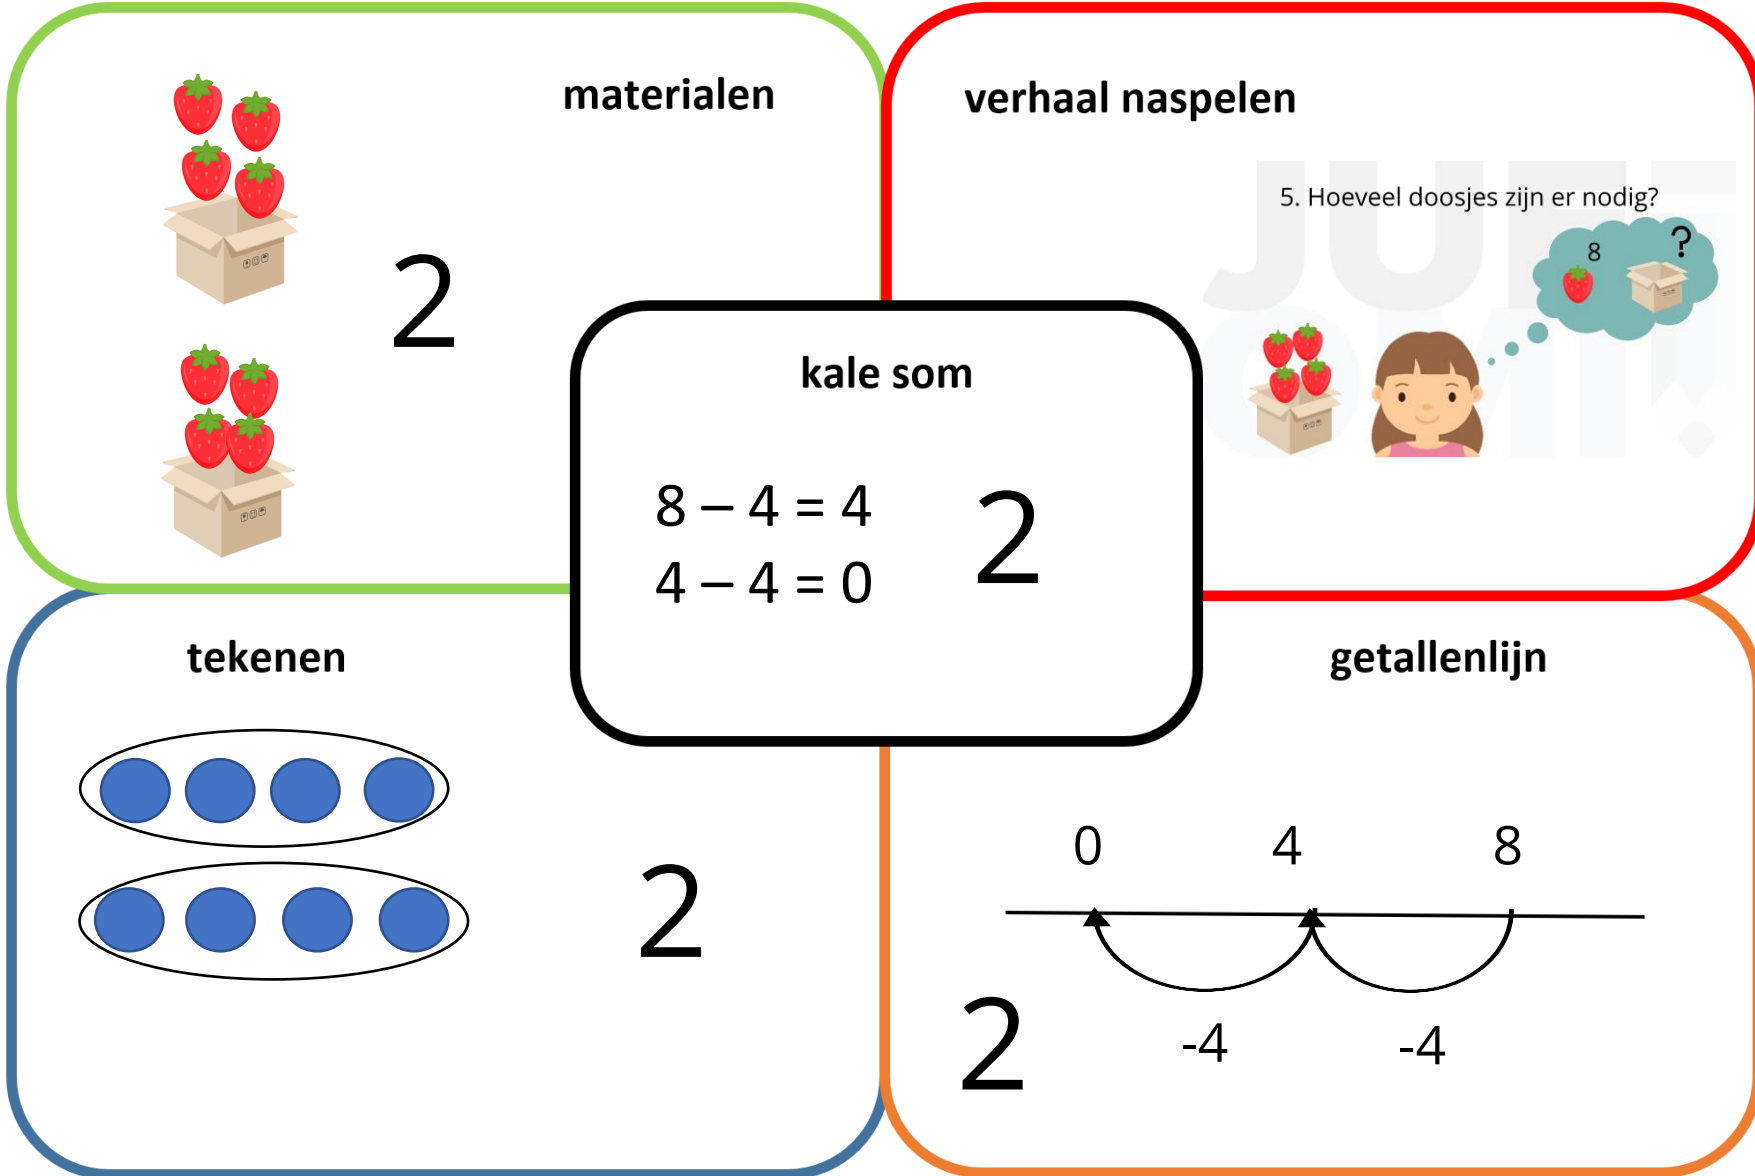 materialen
2
verhaal naspelen
5. Hoeveel doosjes zijn er nodig?
8 ?
kale som
8 – 4 = 4
4 – 4 = 0
2
tekenen
2
getallenlijn
0 4 8
-4 -4
2